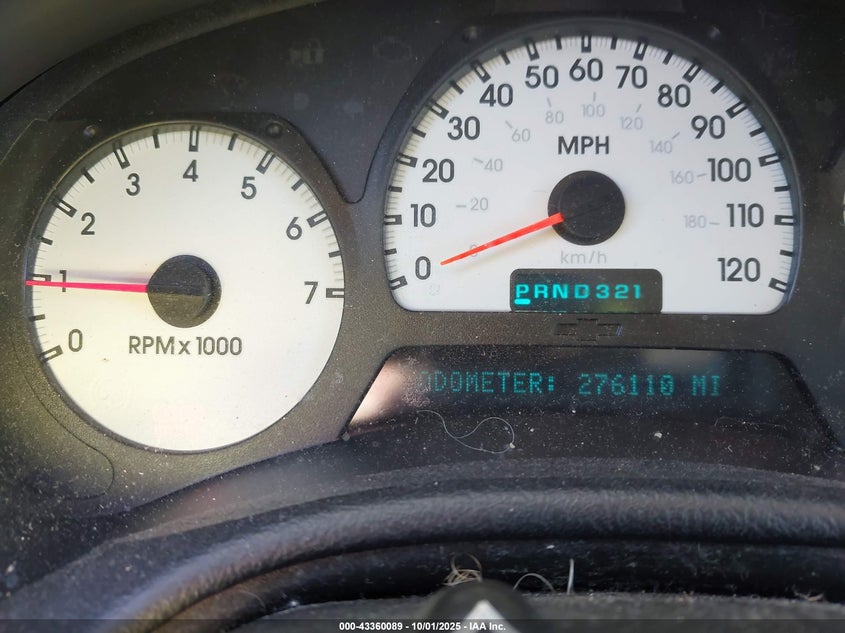 0 1 2 3 4 5 6 7
RPM x 1000
0 10 20 30 40 50 60 70 80 90 100 110 120
20 40 60 80 100 120 140 160 180
MPH
km/h
PRND321
ODOMETER: 276110 MI
000-43360089 - 10/01/2025 - IAA Inc.